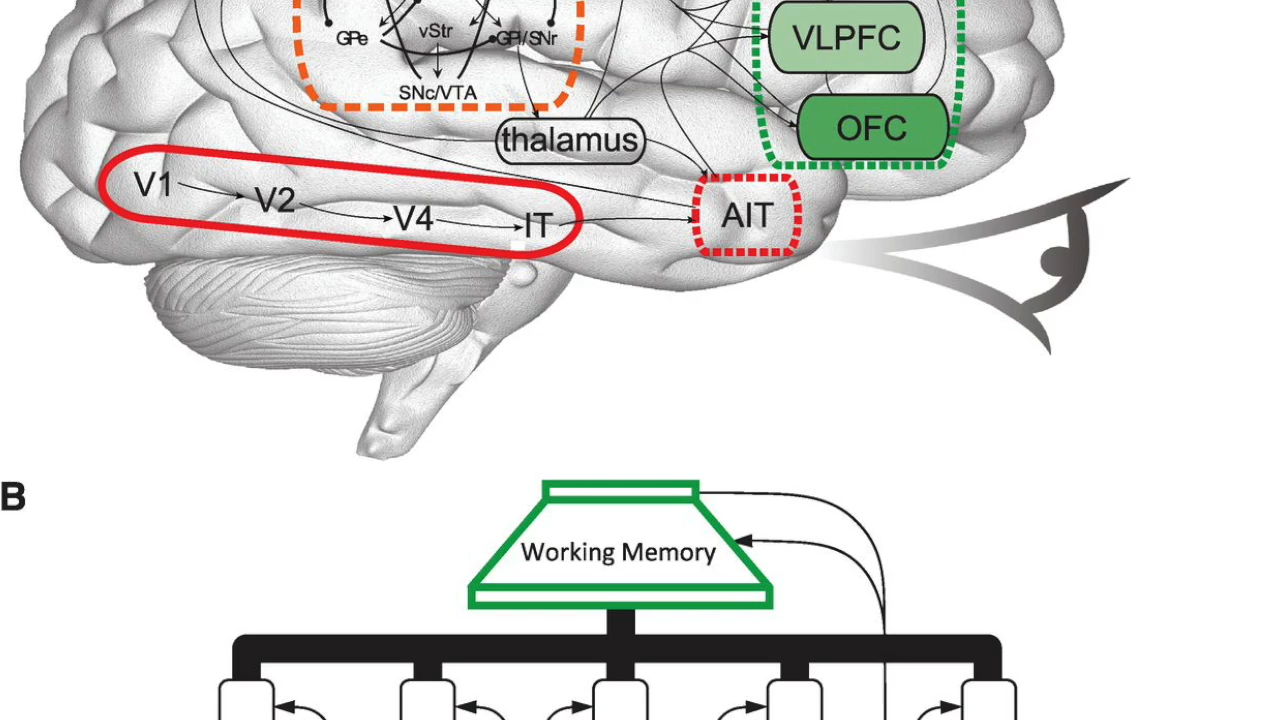 GPe
vStr
GPi/SNr
VLPFC
SNc/VTA
OFC
thalamus
V1
V2
V4
IT
AIT
B
Working Memory